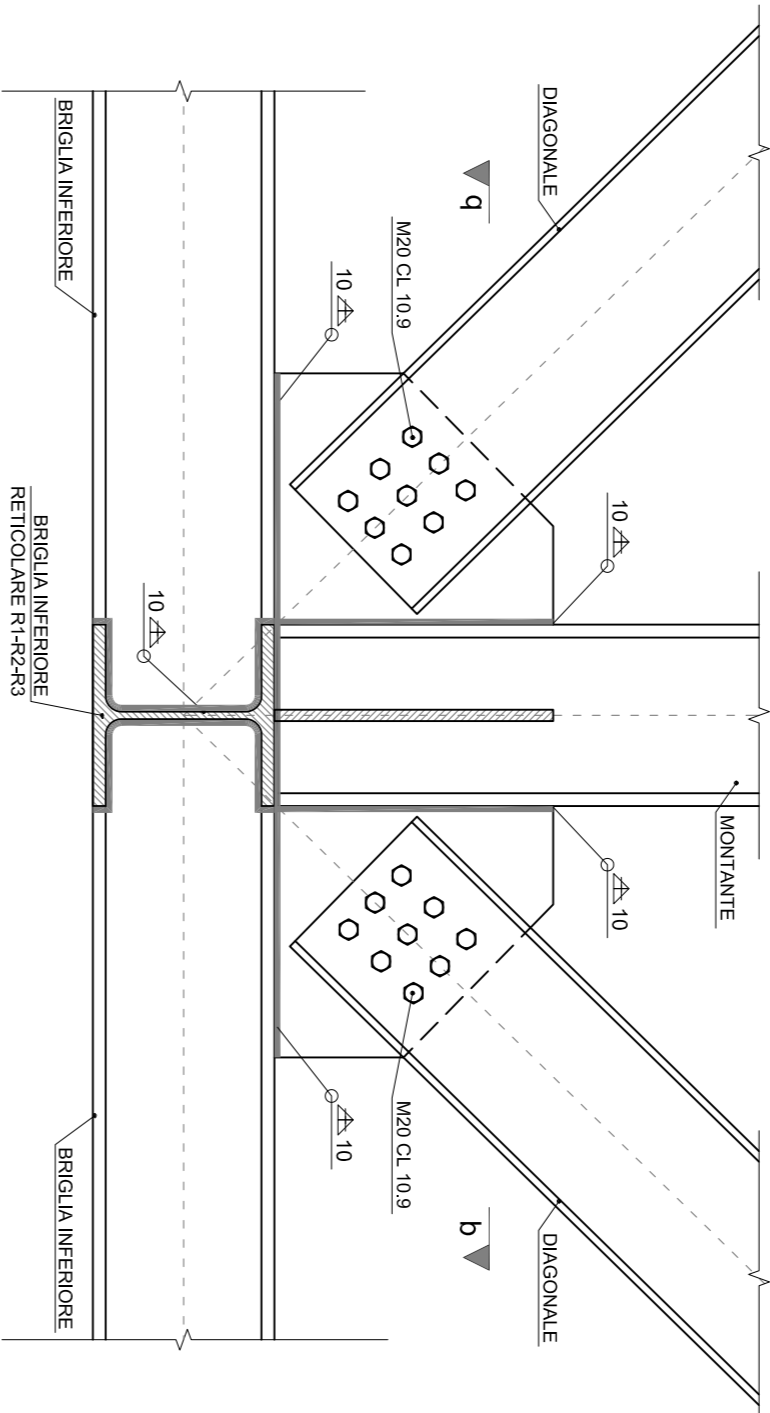 MONTANTE
DIAGONALE
DIAGONALE
10
10
b
b
M20 CL 10.9
M20 CL 10.9
10
10
10
BRIGLIA INFERIORE
BRIGLIA INFERIORE
RETICOLARE R1-R2-R3
BRIGLIA INFERIORE